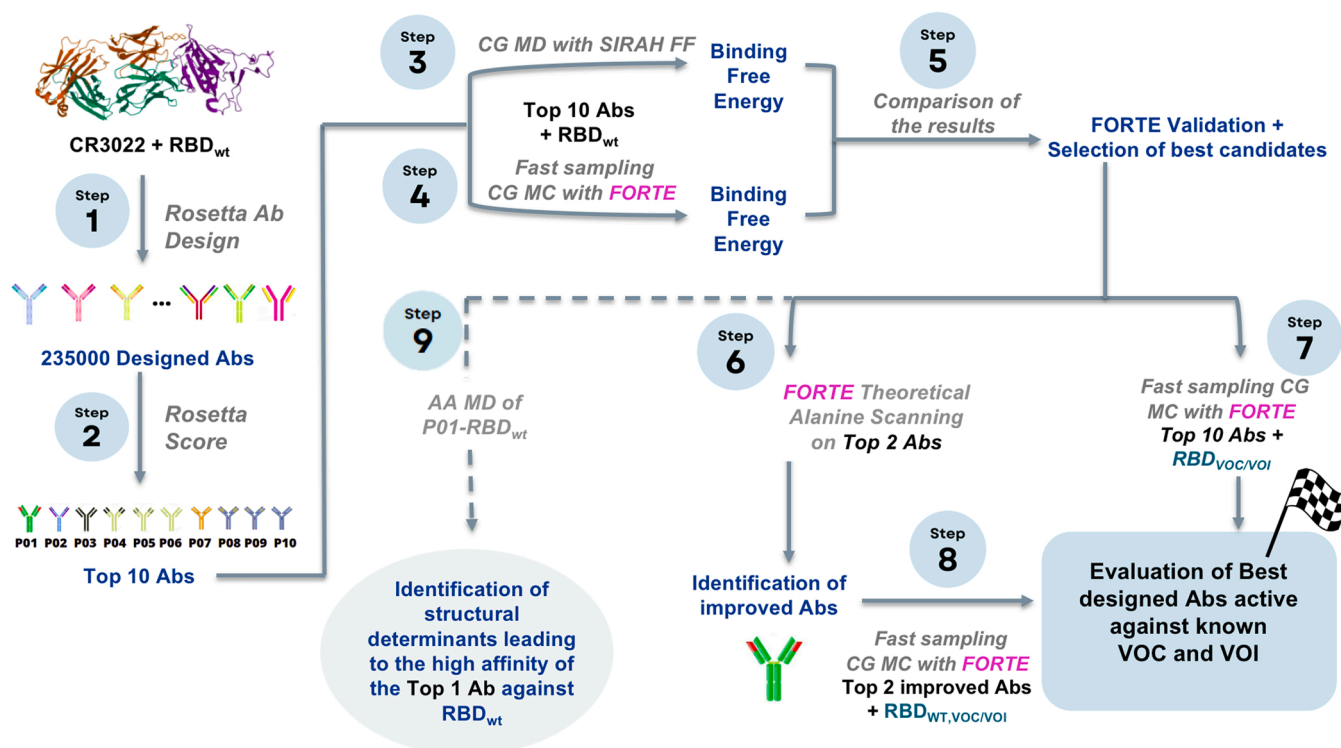 CR3022 + RBDwt
Step
1
Rosetta Ab
Design
...
235000 Designed Abs
Step
2
Rosetta
Score
P01 P02 P03 P04 P05 P06 P07 P08 P09 P10
Top 10 Abs
Step
3
CG MD with SIRAH FF
Binding
Free
Energy
Top 10 Abs
+ RBDwt
Step
4
Fast sampling
CG MC with FORTE
Binding
Free
Energy
Step
5
Comparison of
the results
FORTE Validation +
Selection of best candidates
Step
9
AA MD of
P01-RBDwt
Identification of
structural
determinants leading
to the high affinity of
the Top 1 Ab against
RBDwt
Step
6
FORTE Theoretical
Alanine Scanning
on Top 2 Abs
Identification of
improved Abs
Step
7
Fast sampling CG
MC with FORTE
Top 10 Abs +
RBDVOC/VOI
Step
8
Fast sampling
CG MC with FORTE
Top 2 improved Abs
+ RBDWT,VOC/VOI
Evaluation of Best
designed Abs active
against known
VOC and VOI